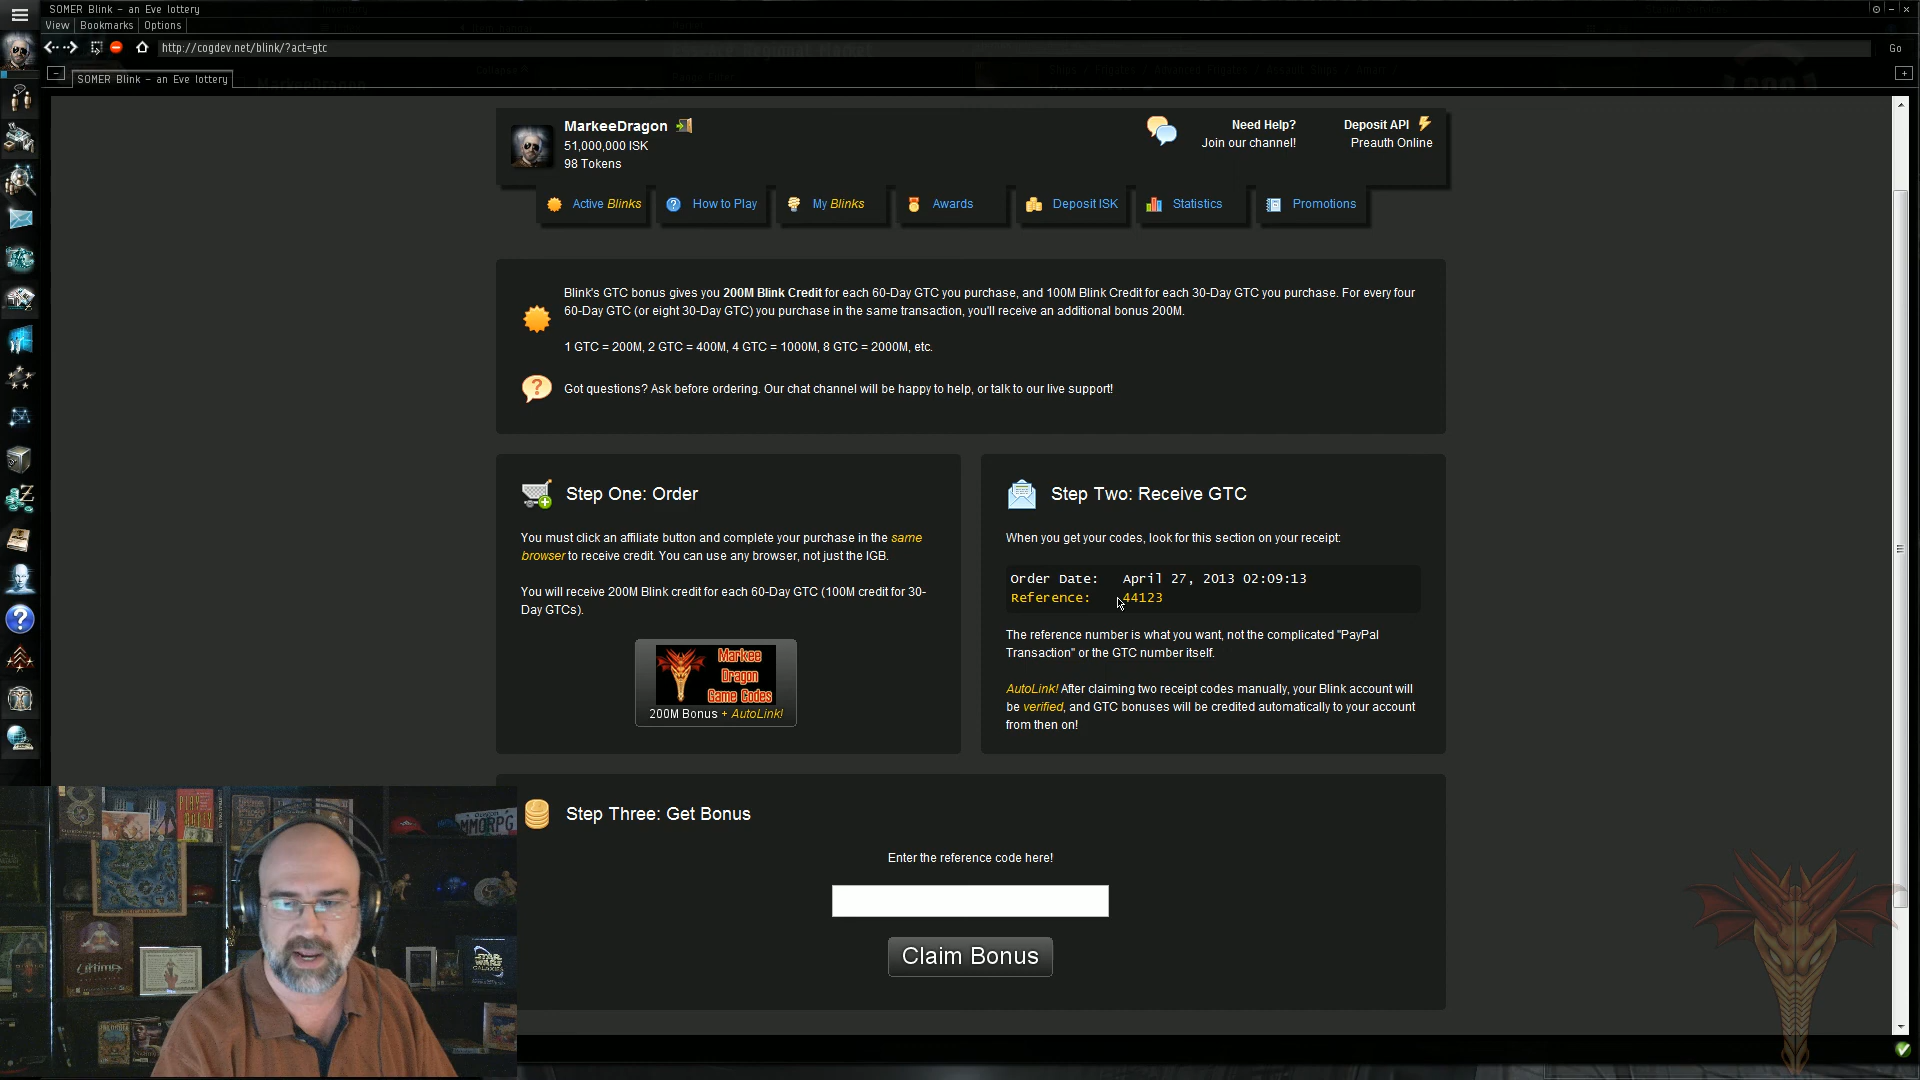 SOMER Blink - an Eve lottery
View Bookmarks Options
http://cogdev.net/blink/?act=gtc
Go
SOMER Blink - an Eve lottery
MarkeeDragon
51,000,000 ISK
98 Tokens
Need Help?
Join our channel!
Deposit API
Preauth Online
Active Blinks
How to Play
My Blinks
Awards
Deposit ISK
Statistics
Promotions
Blink's GTC bonus gives you 200M Blink Credit for each 60-Day GTC you purchase, and 100M Blink Credit for each 30-Day GTC you purchase. For every four
60-Day GTC (or eight 30-Day GTC) you purchase in the same transaction, you'll receive an additional bonus 200M.
1 GTC = 200M, 2 GTC = 400M, 4 GTC = 1000M, 8 GTC = 2000M, etc.
Got questions? Ask before ordering. Our chat channel will be happy to help, or talk to our live support!
Step One: Order
You must click an affiliate button and complete your purchase in the same
browser to receive credit. You can use any browser, not just the IGB.
You will receive 200M Blink credit for each 60-Day GTC (100M credit for 30-
Day GTCs).
Markee
Dragon
Game Codes
200M Bonus + AutoLink!
Step Two: Receive GTC
When you get your codes, look for this section on your receipt:
Order Date: April 27, 2013 02:09:13
Reference: 44123
The reference number is what you want, not the complicated "PayPal
Transaction" or the GTC number itself.
AutoLink! After claiming two receipt codes manually, your Blink account will
be verified, and GTC bonuses will be credited automatically to your account
from then on!
Step Three: Get Bonus
Enter the reference code here!
Claim Bonus
MMORPG
ultima
STAR WARS
GALAXIES